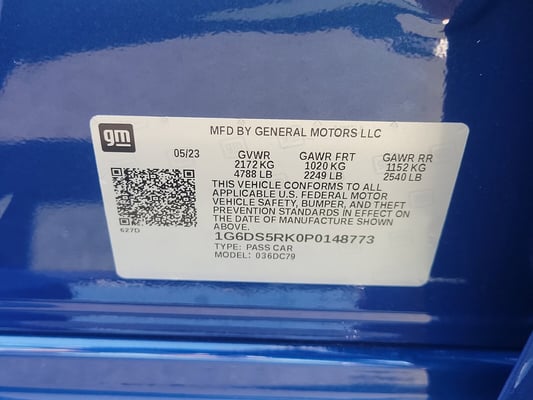 gm
MFD BY GENERAL MOTORS LLC
05/23 GVWR GAWR FRT GAWR RR
2172 KG 1020 KG 1152 KG
4788 LB 2249 LB 2540 LB
THIS VEHICLE CONFORMS TO ALL
APPLICABLE U.S. FEDERAL MOTOR
VEHICLE SAFETY, BUMPER, AND THEFT
PREVENTION STANDARDS IN EFFECT ON
THE DATE OF MANUFACTURE SHOWN
ABOVE.
627D
1G6DS5RK0P0148773
TYPE: PASS CAR
MODEL: 036DC79